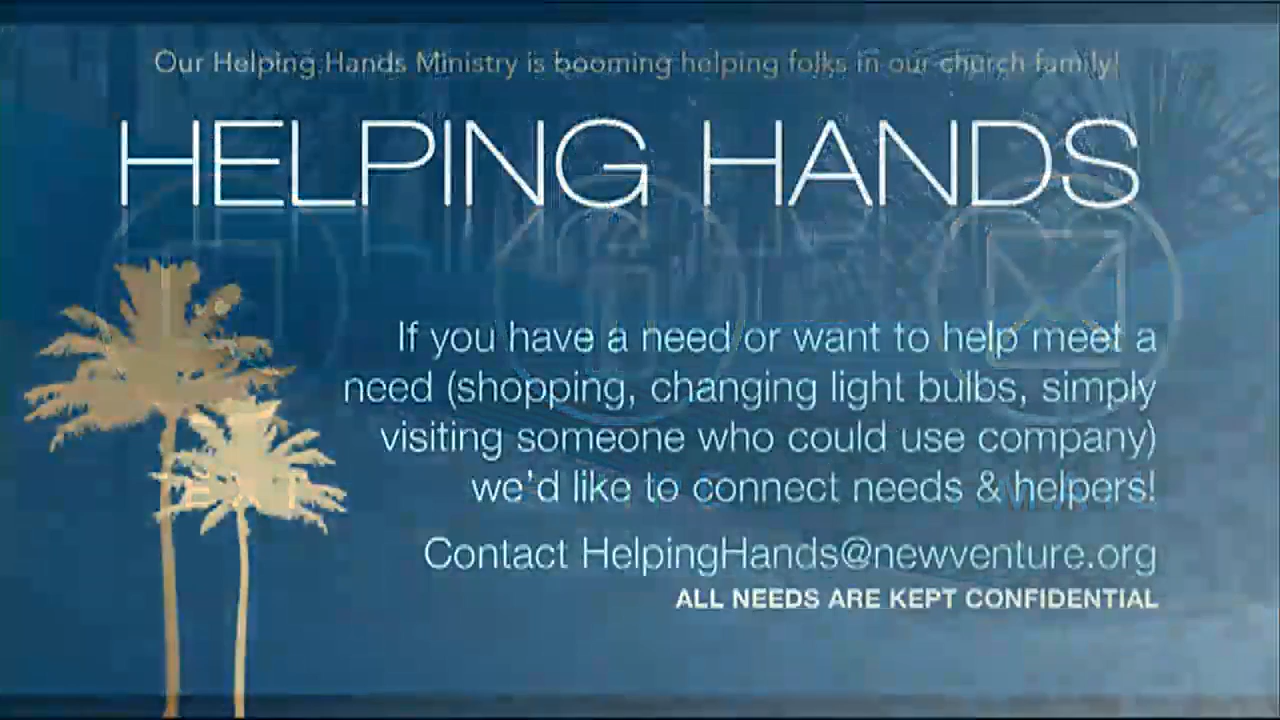 Our Helping Hands Ministry is booming helping folks in our church family!
HELPING HANDS
If you have a need or want to help meet a
need (shopping, changing light bulbs, simply
visiting someone who could use company)
we'd like to connect needs & helpers!
Contact HelpingHands@newventure.org
ALL NEEDS ARE KEPT CONFIDENTIAL